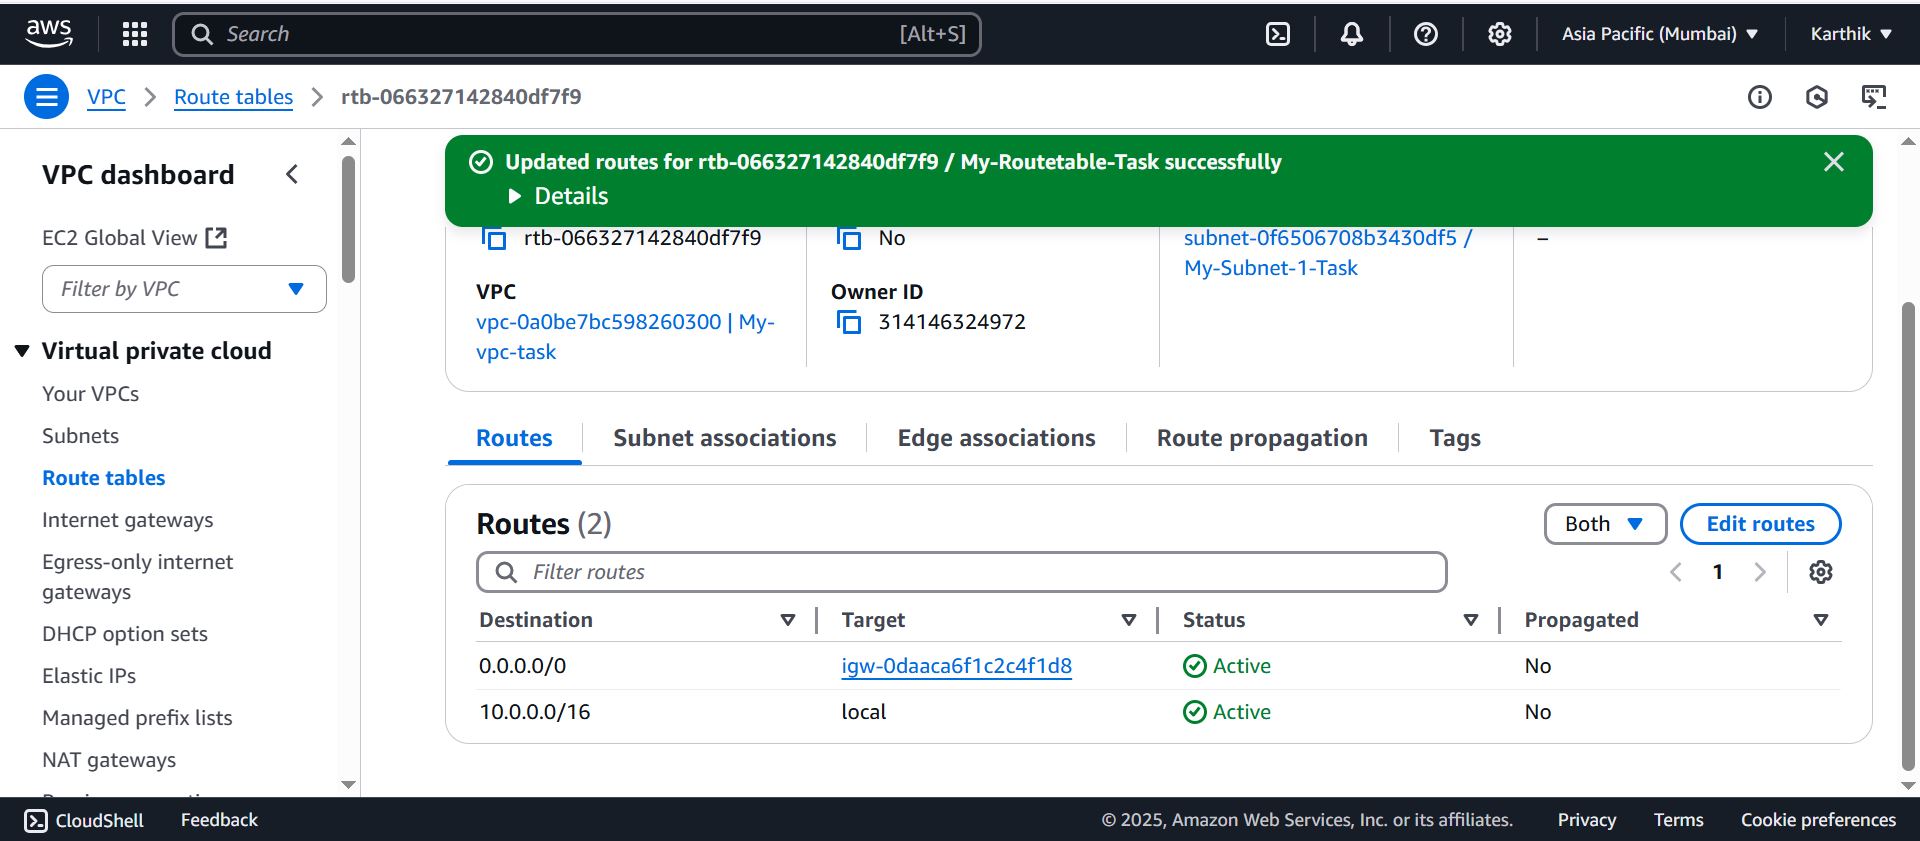 aws
Search [Alt+S]
Asia Pacific (Mumbai)
Karthik
VPC
Route tables
rtb-066327142840df7f9
VPC dashboard
EC2 Global View
Filter by VPC
Virtual private cloud
Your VPCs
Subnets
Route tables
Internet gateways
Egress-only internet
gateways
DHCP option sets
Elastic IPs
Managed prefix lists
NAT gateways
Updated routes for rtb-066327142840df7f9 / My-Routetable-Task successfully
Details
rtb-066327142840df7f9
No
subnet-0f6506708b3430df5 /
My-Subnet-1-Task
–
VPC
vpc-0a0be7bc598260300 | My-
vpc-task
Owner ID
314146324972
Routes
Subnet associations
Edge associations
Route propagation
Tags
Routes (2)
Both
Edit routes
Filter routes
1
Destination Target Status Propagated
0.0.0.0/0 igw-0daaca6f1c2c4f1d8 Active No
10.0.0.0/16 local Active No
CloudShell
Feedback
© 2025, Amazon Web Services, Inc. or its affiliates.
Privacy
Terms
Cookie preferences